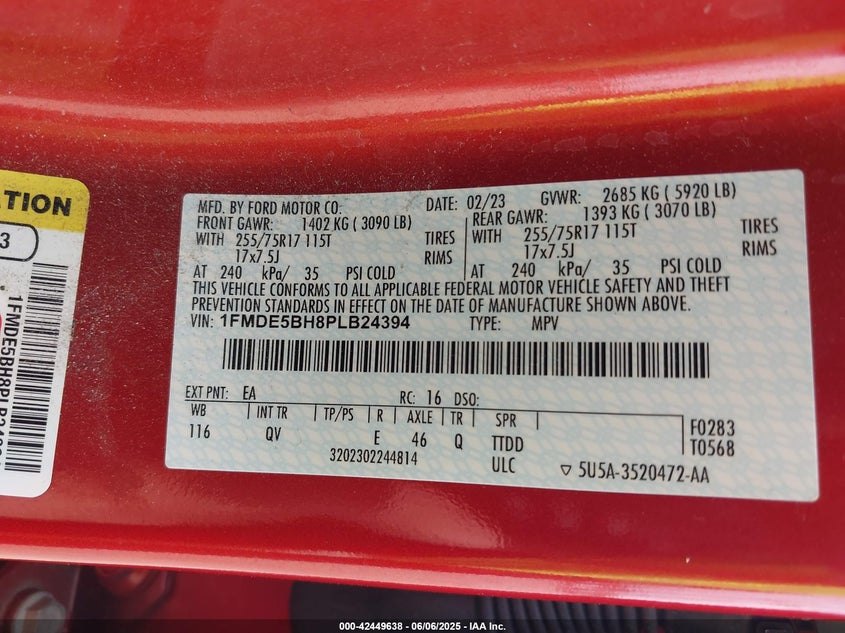 ATION
3
1FMDE5BH8PLB24394
MFD. BY FORD MOTOR CO. DATE: 02/23 GVWR: 2685 KG ( 5920 LB)
FRONT GAWR: 1402 KG ( 3090 LB) REAR GAWR: 1393 KG ( 3070 LB)
WITH 255/75R17 115T TIRES WITH 255/75R17 115T TIRES
17x7.5J RIMS 17x7.5J RIMS
AT 240 kPa/ 35 PSI COLD AT 240 kPa/ 35 PSI COLD
THIS VEHICLE CONFORMS TO ALL APPLICABLE FEDERAL MOTOR VEHICLE SAFETY AND THEFT
PREVENTION STANDARDS IN EFFECT ON THE DATE OF MANUFACTURE SHOWN ABOVE.
VIN: 1FMDE5BH8PLB24394 TYPE: MPV
EXT PNT: EA RC: 16 DSO:
WB INT TR TP/PS R AXLE TR SPR F0283
116 QV E 46 Q TTDD T0568
3202302244814 ULC ▽ 5U5A-3520472-AA
000-42449638 - 06/06/2025 - IAA Inc.